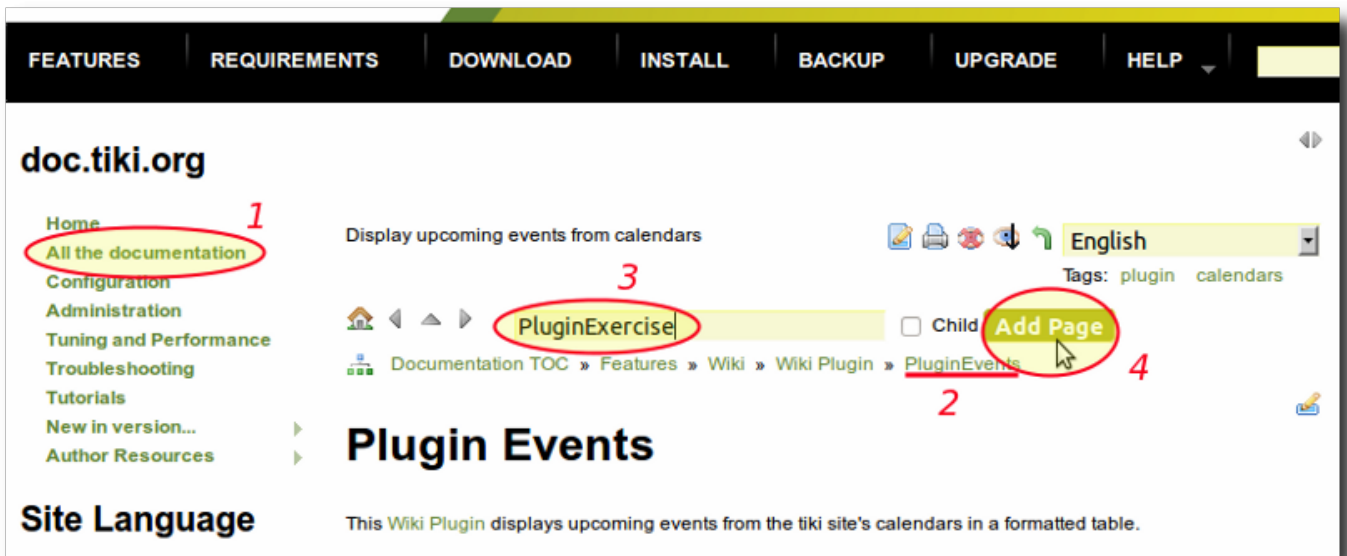 FEATURES REQUIREMENTS DOWNLOAD INSTALL BACKUP UPGRADE HELP
doc.tiki.org
1
Home
All the documentation
Configuration
Administration
Tuning and Performance
Troubleshooting
Tutorials
New in version...
Author Resources
Site Language
Display upcoming events from calendars
English
Tags: plugin calendars
3
PluginExercise
Child Add Page
4
Documentation TOC » Features » Wiki » Wiki Plugin » PluginEvents
2
Plugin Events
This Wiki Plugin displays upcoming events from the tiki site's calendars in a formatted table.